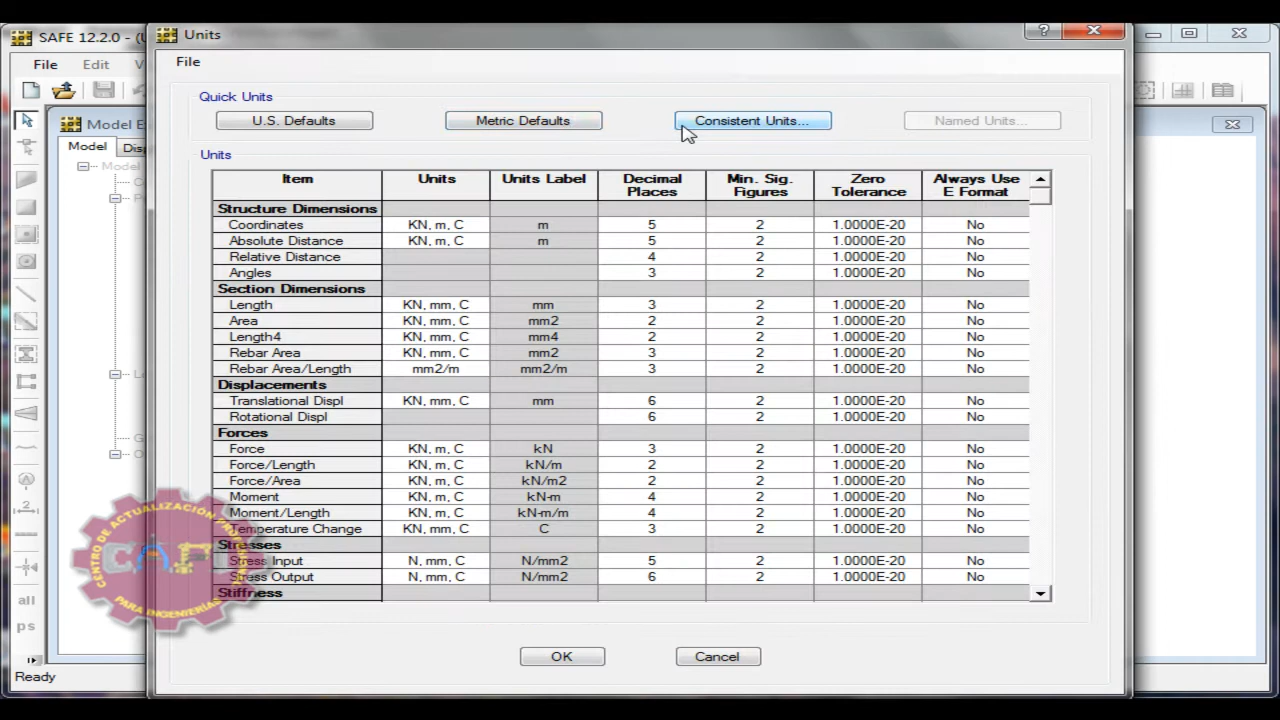 SAFE 12.2.0 - (U
Units
File
Edit
V
File
Quick Units
U.S. Defaults
Metric Defaults
Consistent Units...
Named Units...
Model E
Model
Dis
Model
Units
Item Units Units Label Decimal Places Min. Sig. Figures Zero Tolerance Always Use E Format
Structure Dimensions
Coordinates KN, m, C m 5 2 1.0000E-20 No
Absolute Distance KN, m, C m 5 2 1.0000E-20 No
Relative Distance 4 2 1.0000E-20 No
Angles 3 2 1.0000E-20 No
Section Dimensions
Length KN, mm, C mm 3 2 1.0000E-20 No
Area KN, mm, C mm2 2 2 1.0000E-20 No
Length4 KN, mm, C mm4 2 2 1.0000E-20 No
Rebar Area KN, mm, C mm2 3 2 1.0000E-20 No
Rebar Area/Length mm2/m mm2/m 3 2 1.0000E-20 No
Displacements
Translational Displ KN, mm, C mm 6 2 1.0000E-20 No
Rotational Displ 6 2 1.0000E-20 No
Forces
Force KN, m, C kN 3 2 1.0000E-20 No
Force/Length KN, m, C kN/m 2 2 1.0000E-20 No
Force/Area KN, m, C kN/m2 2 2 1.0000E-20 No
Moment KN, m, C kN-m 4 2 1.0000E-20 No
Moment/Length KN, m, C kN-m/m 4 2 1.0000E-20 No
Temperature Change KN, mm, C C 3 2 1.0000E-20 No
Stresses
Stress Input N, mm, C N/mm2 5 2 1.0000E-20 No
Stress Output N, mm, C N/mm2 6 2 1.0000E-20 No
Stiffness
OK
Cancel
all
ps
Ready
PARA INGENIERÍAS